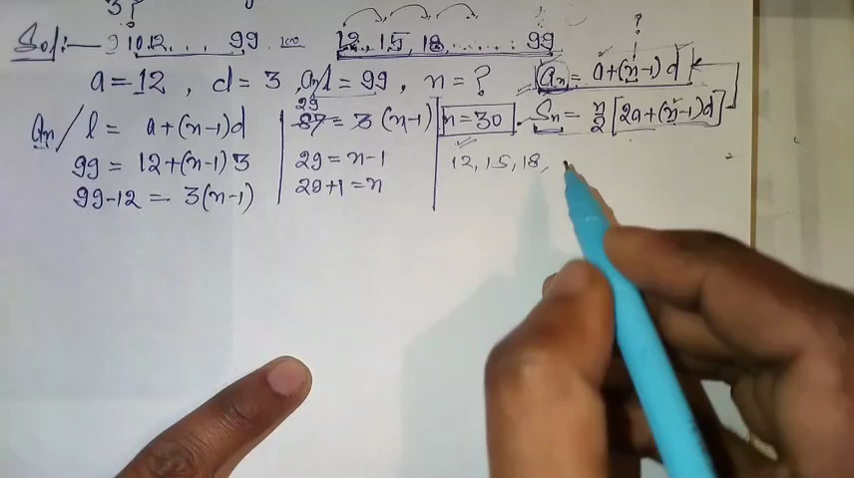 3?
Sol:— 9 10, 12. . . . 99. 100 12, 15, 18, ....... 99
?
a = 12 , d = 3 , an/l = 99 , n = ? an = a+(n-1)d
an/l = a+(n-1)d
99 = 12+(n-1)3
99-12 = 3(n-1)
29
87 = 3 (n-1)
29 = n-1
29+1 = n
n = 30 . Sn = n/2 [2a+(n-1)d]
12, 15, 18,